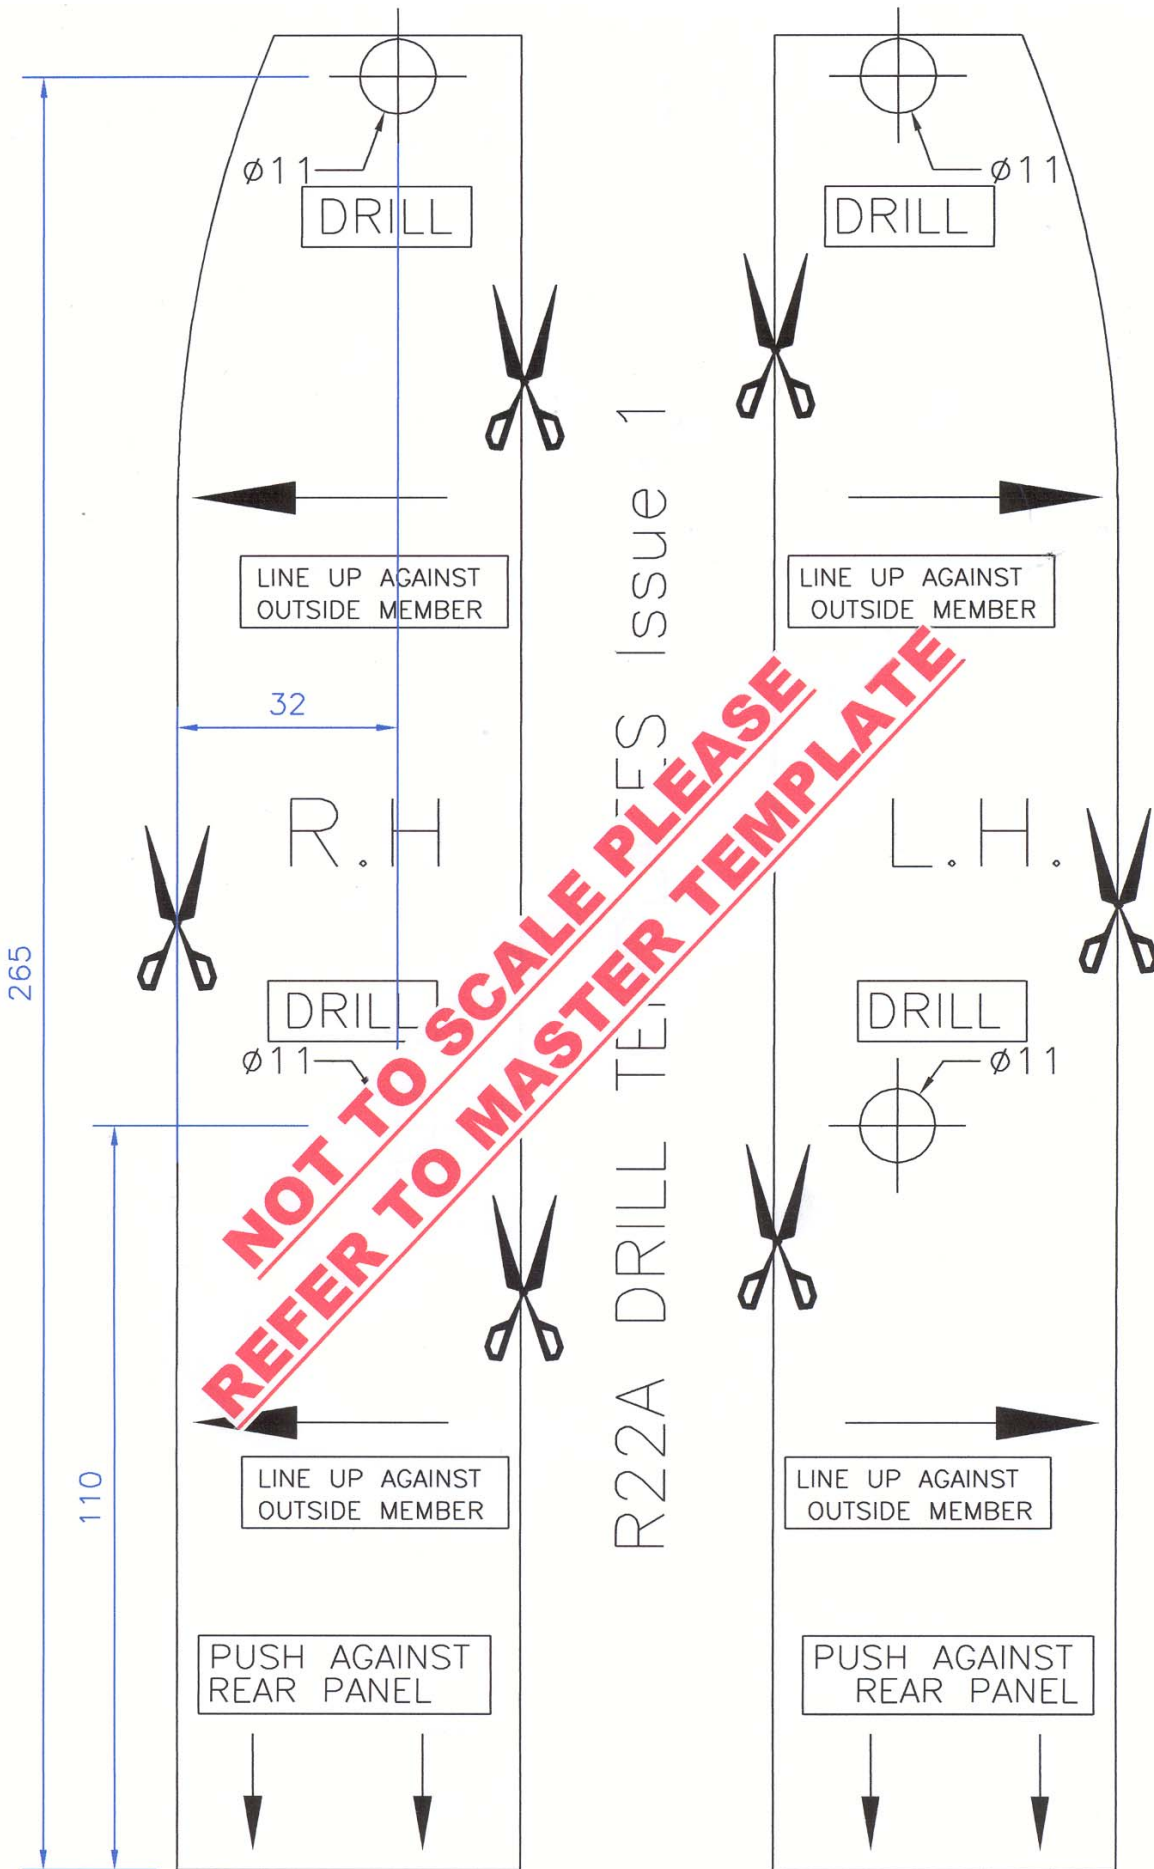 ø11
DRILL
ø11
DRILL
LINE UP AGAINST
OUTSIDE MEMBER
LINE UP AGAINST
OUTSIDE MEMBER
32
R.H
L.H.
265
DRILL
ø11
DRILL
ø11
110
R22A DRILL
Issue 1
NOT TO SCALE PLEASE
REFER TO MASTER TEMPLATE
LINE UP AGAINST
OUTSIDE MEMBER
LINE UP AGAINST
OUTSIDE MEMBER
PUSH AGAINST
REAR PANEL
PUSH AGAINST
REAR PANEL